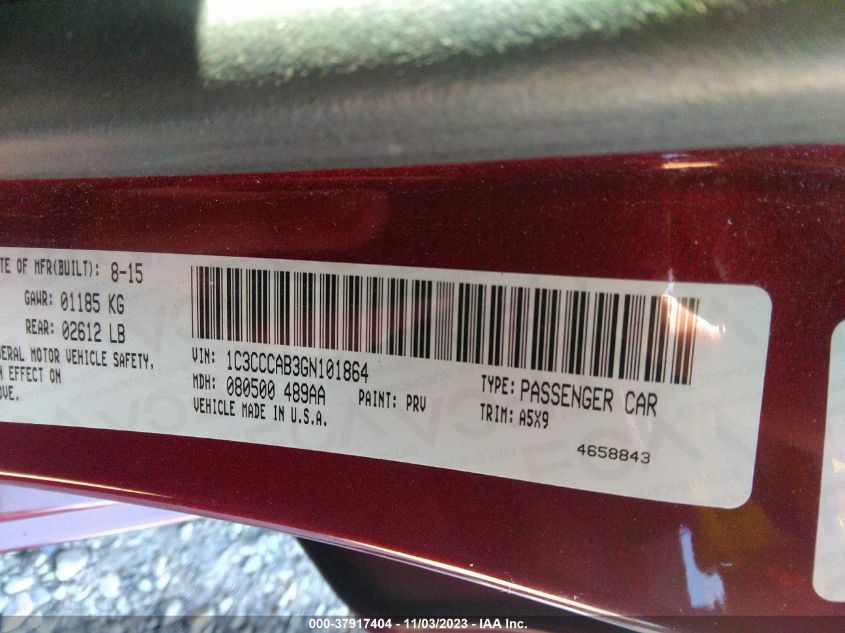 TE OF MFR(BUILT): 8-15
GAWR: 01185 KG
REAR: 02612 LB
ERAL MOTOR VEHICLE SAFETY,
N EFFECT ON
OVE.
VIN: 1C3CCCAB3GN101864
MDH: 080500 489AA PAINT: PRV
VEHICLE MADE IN U.S.A.
TYPE: PASSENGER CAR
TRIM: A5X9
4658843
000-37917404 - 11/03/2023 - IAA Inc.